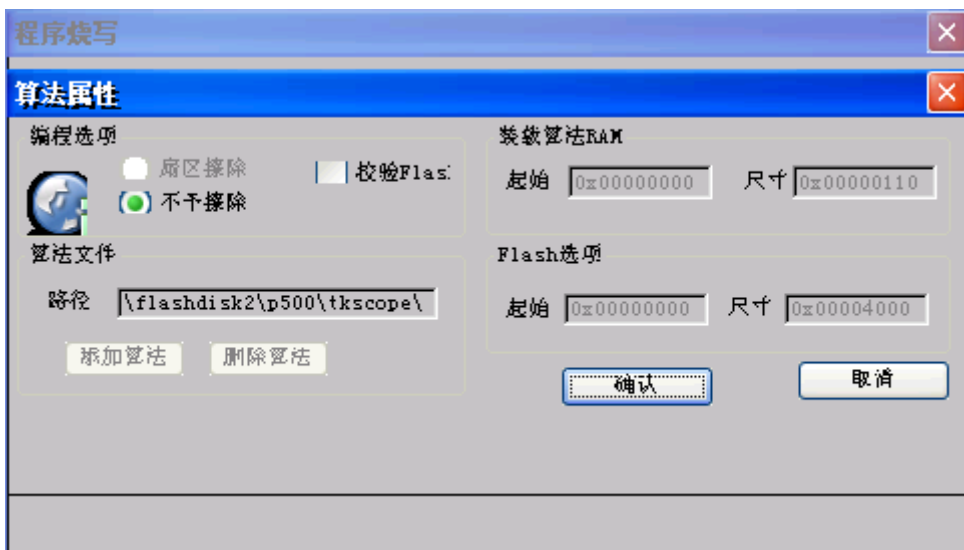 程序烧写
算法属性
编程选项
扇区擦除
校验Flas
不予擦除
算法文件
路径 \flashdisk2\p500\tkscope\
添加算法 删除算法
装载算法RAM
起始 0x00000000 尺寸 0x00000110
Flash选项
起始 0x00000000 尺寸 0x00004000
确认 取消